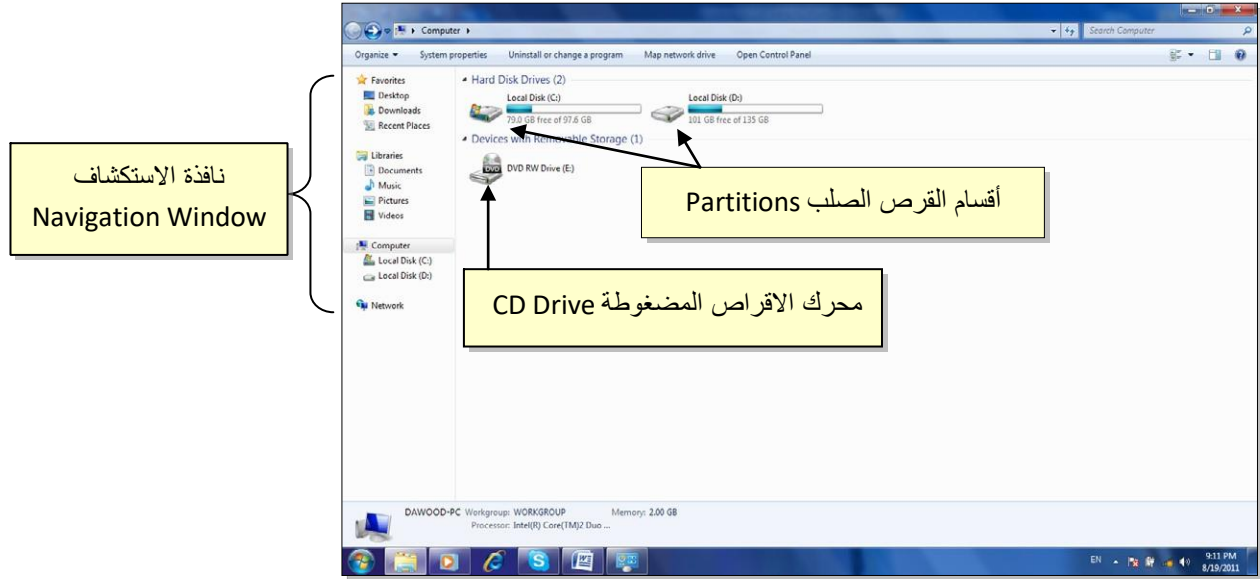 Computer
Search Computer
Organize
System properties
Uninstall or change a program
Map network drive
Open Control Panel
Favorites
Desktop
Downloads
Recent Places
Libraries
Documents
Music
Pictures
Videos
Computer
Local Disk (C:)
Local Disk (D:)
Network
Hard Disk Drives (2)
Local Disk (C:)
79.0 GB free of 97.6 GB
Local Disk (D:)
101 GB free of 135 GB
Devices with Removable Storage (1)
DVD RW Drive (E:)
DVD
نافذة الاستكشاف
Navigation Window
أقسام القرص الصلب Partitions
محرك الاقراص المضغوطة CD Drive
DAWOOD-PC Workgroup: WORKGROUP Memory: 2.00 GB
Processor: Intel(R) Core(TM)2 Duo ...
EN
9:11 PM
8/19/2011